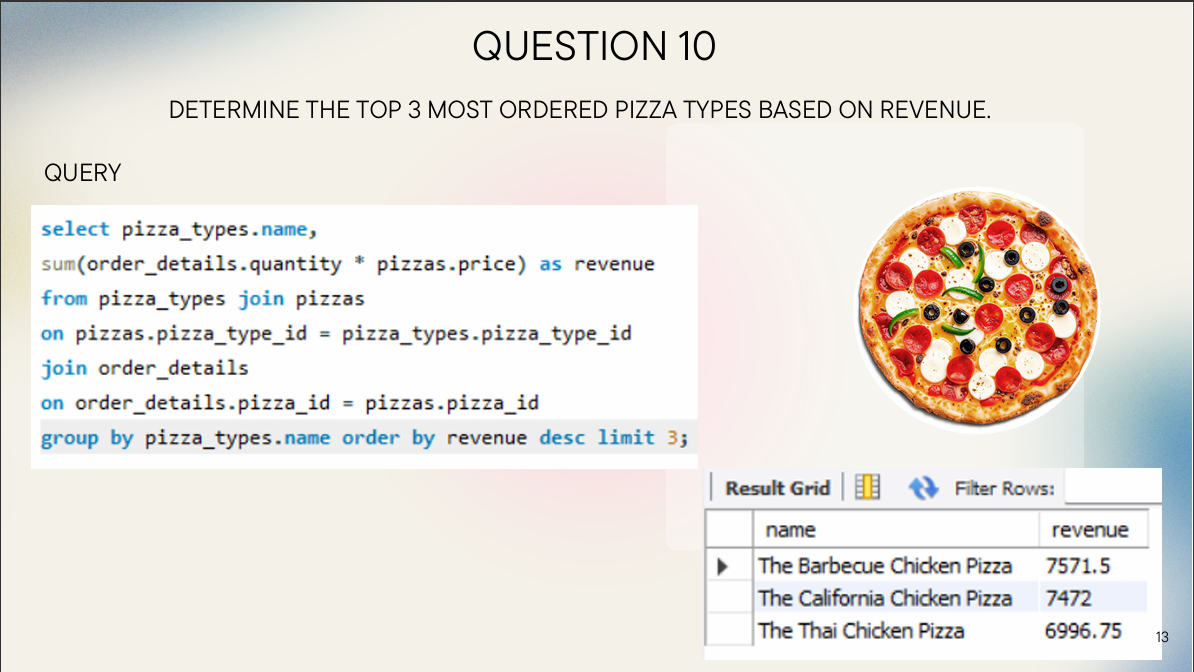 QUESTION 10
DETERMINE THE TOP 3 MOST ORDERED PIZZA TYPES BASED ON REVENUE.
QUERY
select pizza_types.name,
sum(order_details.quantity * pizzas.price) as revenue
from pizza_types join pizzas
on pizzas.pizza_type_id = pizza_types.pizza_type_id
join order_details
on order_details.pizza_id = pizzas.pizza_id
group by pizza_types.name order by revenue desc limit 3;
Result Grid Filter Rows:
name revenue
The Barbecue Chicken Pizza 7571.5
The California Chicken Pizza 7472
The Thai Chicken Pizza 6996.75
13